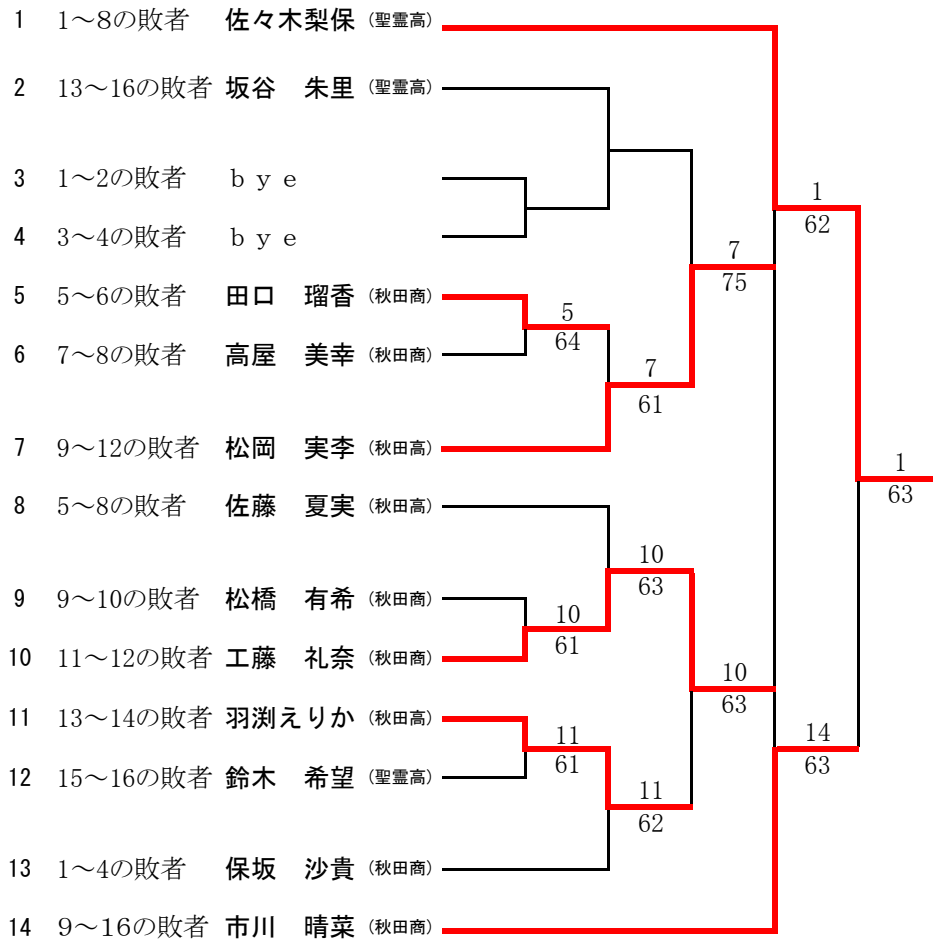 1 1～8の敗者 佐々木梨保 (聖霊高)
2 13～16の敗者 坂谷　朱里 (聖霊高)
3 1～2の敗者 ｂｙｅ
1
4 3～4の敗者 ｂｙｅ
62
7
75
5 5～6の敗者 田口　瑠香 (秋田商)
5
64
6 7～8の敗者 高屋　美幸 (秋田商)
7
61
7 9～12の敗者 松岡　実李 (秋田高)
1
63
8 5～8の敗者 佐藤　夏実 (秋田高)
10
63
9 9～10の敗者 松橋　有希 (秋田商)
10
61
10 11～12の敗者 工藤　礼奈 (秋田商)
10
63
11 13～14の敗者 羽渕えりか (秋田高)
11
61
14
63
12 15～16の敗者 鈴木　希望 (聖霊高)
11
62
13 1～4の敗者 保坂　沙貴 (秋田商)
14 9～16の敗者 市川　晴菜 (秋田商)